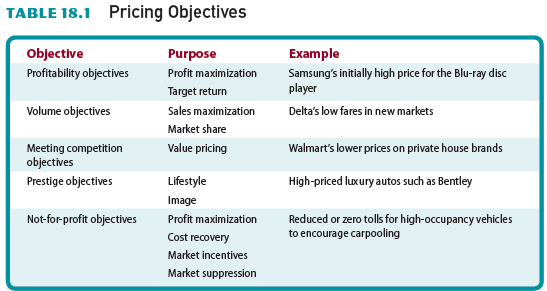 TABLE 18.1 Pricing Objectives
Objective Purpose Example
Profitability objectives Profit maximization Samsung's initially high price for the Blu-ray disc
Target return player
Volume objectives Sales maximization Delta's low fares in new markets
Market share
Meeting competition Value pricing Walmart's lower prices on private house brands
objectives
Prestige objectives Lifestyle High-priced luxury autos such as Bentley
Image
Not-for-profit objectives Profit maximization Reduced or zero tolls for high-occupancy vehicles
Cost recovery to encourage carpooling
Market incentives
Market suppression